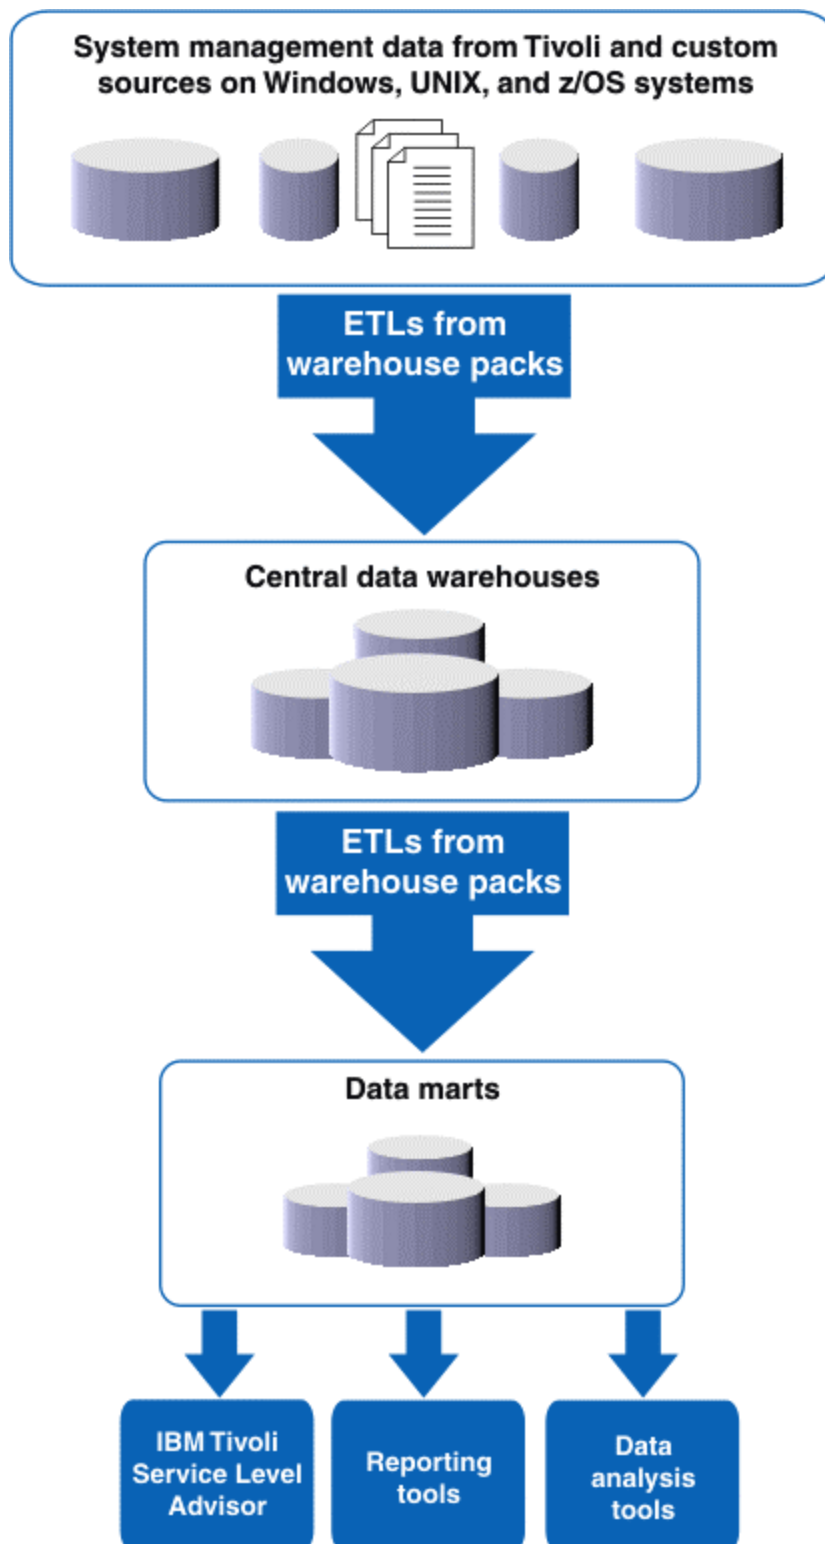 System management data from Tivoli and custom
sources on Windows, UNIX, and z/OS systems
ETLs from
warehouse packs
Central data warehouses
ETLs from
warehouse packs
Data marts
IBM Tivoli
Service Level
Advisor
Reporting
tools
Data
analysis
tools